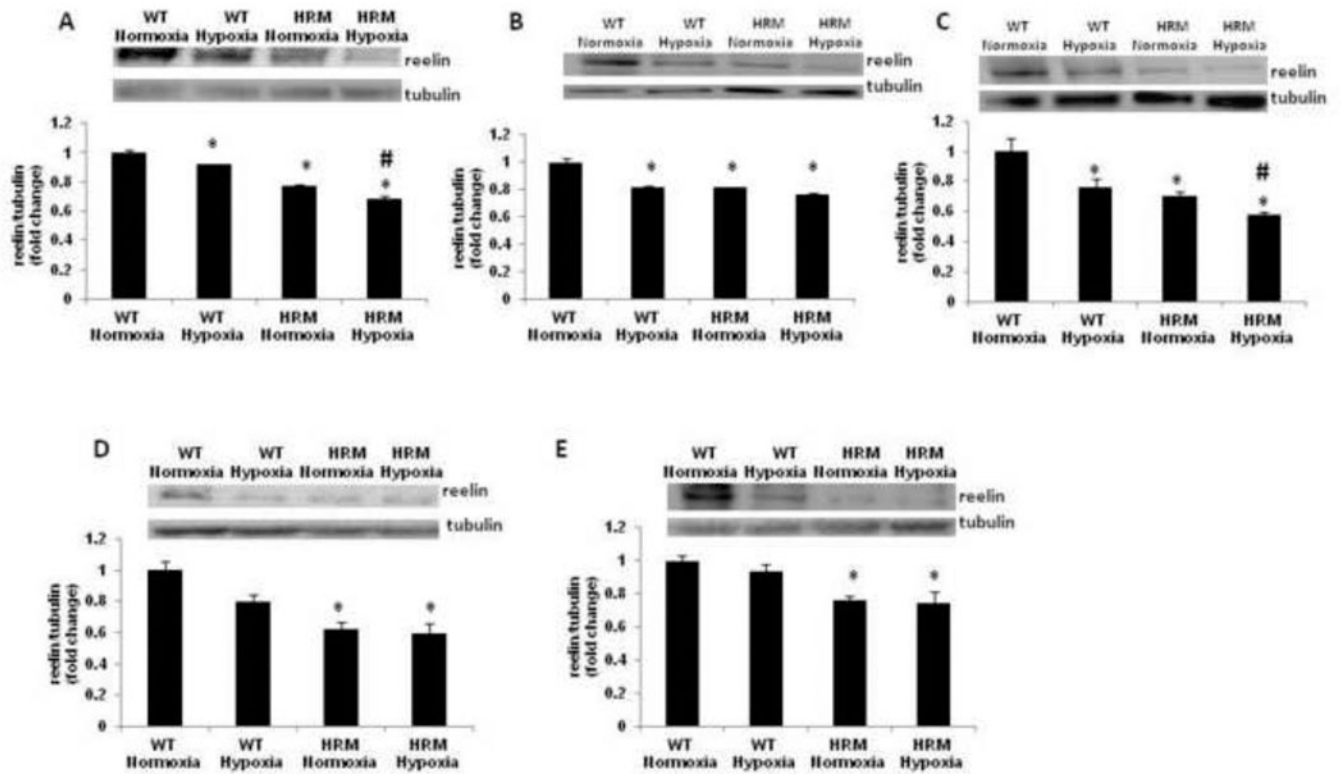 A
WT WT HRM HRM
Normoxia Hypoxia Normoxia Hypoxia
reelin
tubulin
1.2
1
0.8
0.6
0.4
0.2
0
reelin/tubulin
(fold change)
*
*
#
*
WT WT HRM HRM
Normoxia Hypoxia Normoxia Hypoxia
B
WT WT HRM HRM
Normoxia Hypoxia Normoxia Hypoxia
reelin
tubulin
1.2
1
0.8
0.6
0.4
0.2
0
reelin/tubulin
(fold change)
* * *
WT WT HRM HRM
Normoxia Hypoxia Normoxia Hypoxia
C
WT WT HRM HRM
Normoxia Hypoxia Normoxia Hypoxia
reelin
tubulin
1.2
1
0.8
0.6
0.4
0.2
0
reelin/tubulin
(fold change)
*
*
#
*
WT WT HRM HRM
Normoxia Hypoxia Normoxia Hypoxia
D
WT WT HRM HRM
Normoxia Hypoxia Normoxia Hypoxia
reelin
tubulin
1.2
1
0.8
0.6
0.4
0.2
0
reelin/tubulin
(fold change)
* *
WT WT HRM HRM
Normoxia Hypoxia Normoxia Hypoxia
E
WT WT HRM HRM
Normoxia Hypoxia Normoxia Hypoxia
reelin
tubulin
1.2
1
0.8
0.6
0.4
0.2
0
reelin/tubulin
(fold change)
* *
WT WT HRM HRM
Normoxia Hypoxia Normoxia Hypoxia